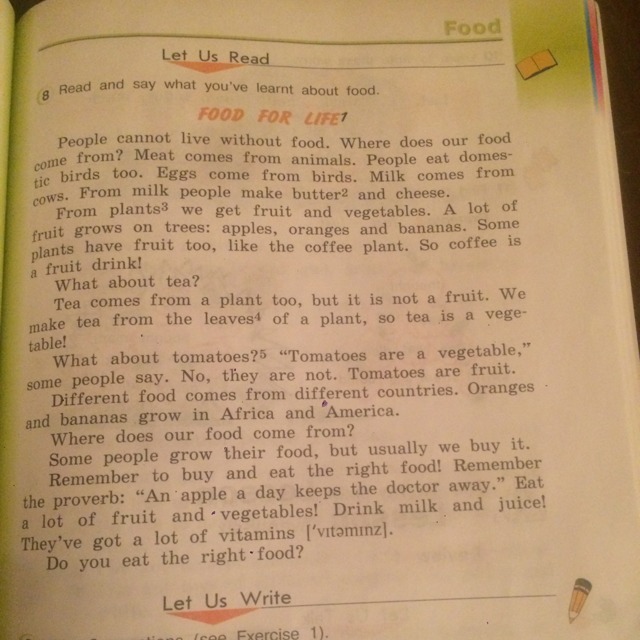 Food
Let Us Read
8 Read and say what you've learnt about food.
FOOD FOR LIFE¹
People cannot live without food. Where does our food
come from? Meat comes from animals. People eat domes-
tic birds too. Eggs come from birds. Milk comes from
cows. From milk people make butter² and cheese.
From plants³ we get fruit and vegetables. A lot of
fruit grows on trees: apples, oranges and bananas. Some
plants have fruit too, like the coffee plant. So coffee is
a fruit drink!
What about tea?
Tea comes from a plant too, but it is not a fruit. We
make tea from the leaves⁴ of a plant, so tea is a vege-
table!
What about tomatoes?⁵ “Tomatoes are a vegetable,”
some people say. No, they are not. Tomatoes are fruit.
Different food comes from different countries. Oranges
and bananas grow in Africa and America.
Where does our food come from?
Some people grow their food, but usually we buy it.
Remember to buy and eat the right food! Remember
the proverb: “An apple a day keeps the doctor away.” Eat
a lot of fruit and vegetables! Drink milk and juice!
They've got a lot of vitamins [ˈvɪtəmɪnz].
Do you eat the right food?
Let Us Write
(see Exercise 1).